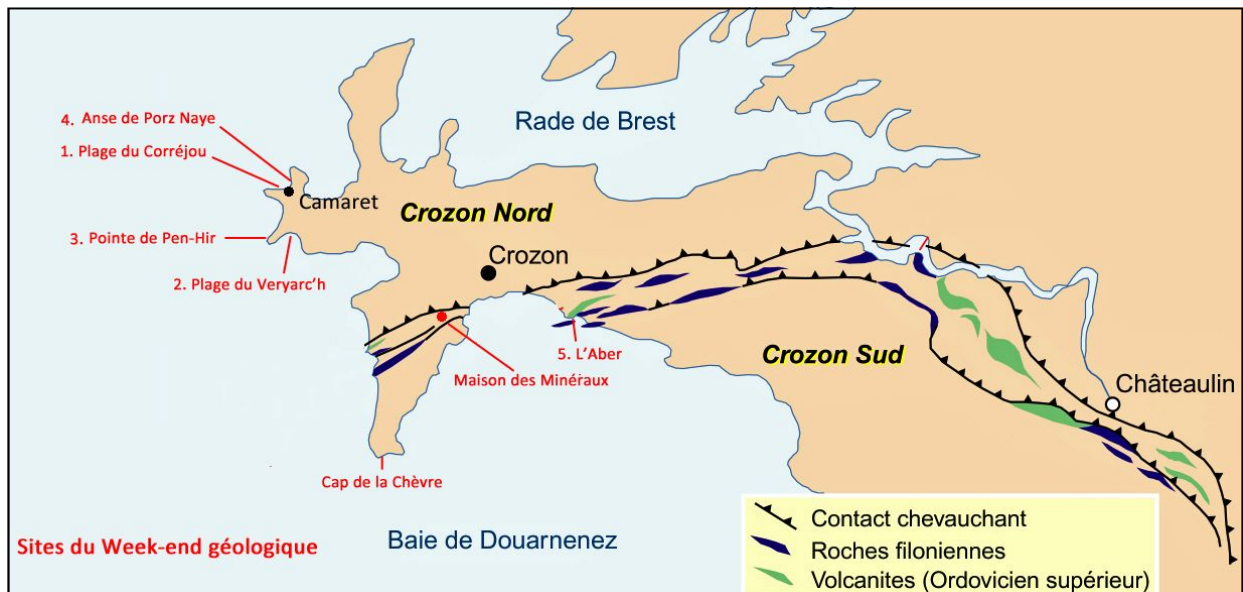 Rade de Brest
4. Anse de Porz Naye
1. Plage du Corréjou
Camaret
Crozon Nord
3. Pointe de Pen-Hir
Crozon
2. Plage du Veryarc'h
5. L'Aber
Crozon Sud
Maison des Minéraux
Châteaulin
Cap de la Chèvre
Sites du Week-end géologique
Baie de Douarnenez
Contact chevauchant
Roches filoniennes
Volcanites (Ordovicien supérieur)